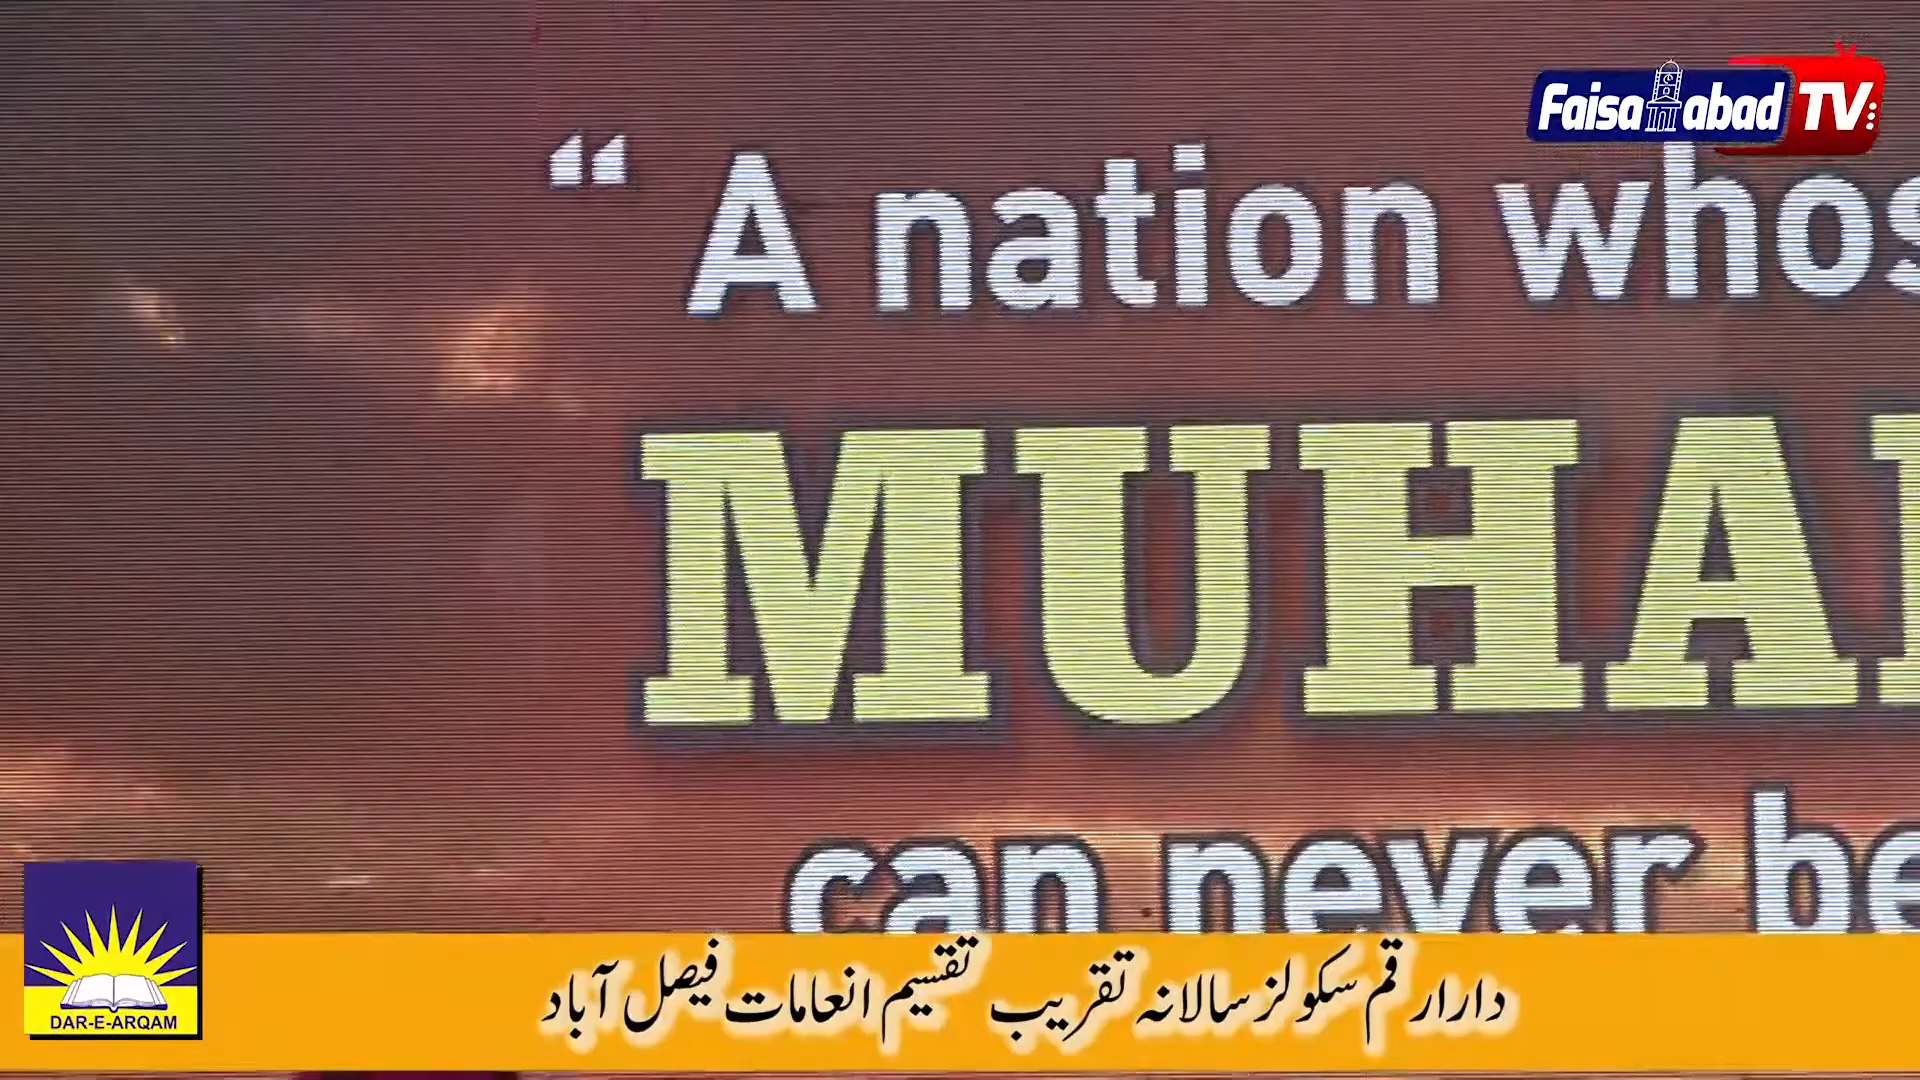 Faisalabad TV
“ A nation whos
MUHA
can never be
دارارقم سکولز سالانہ تقریب تقسیم انعامات فیصل آباد
DAR-E-ARQAM